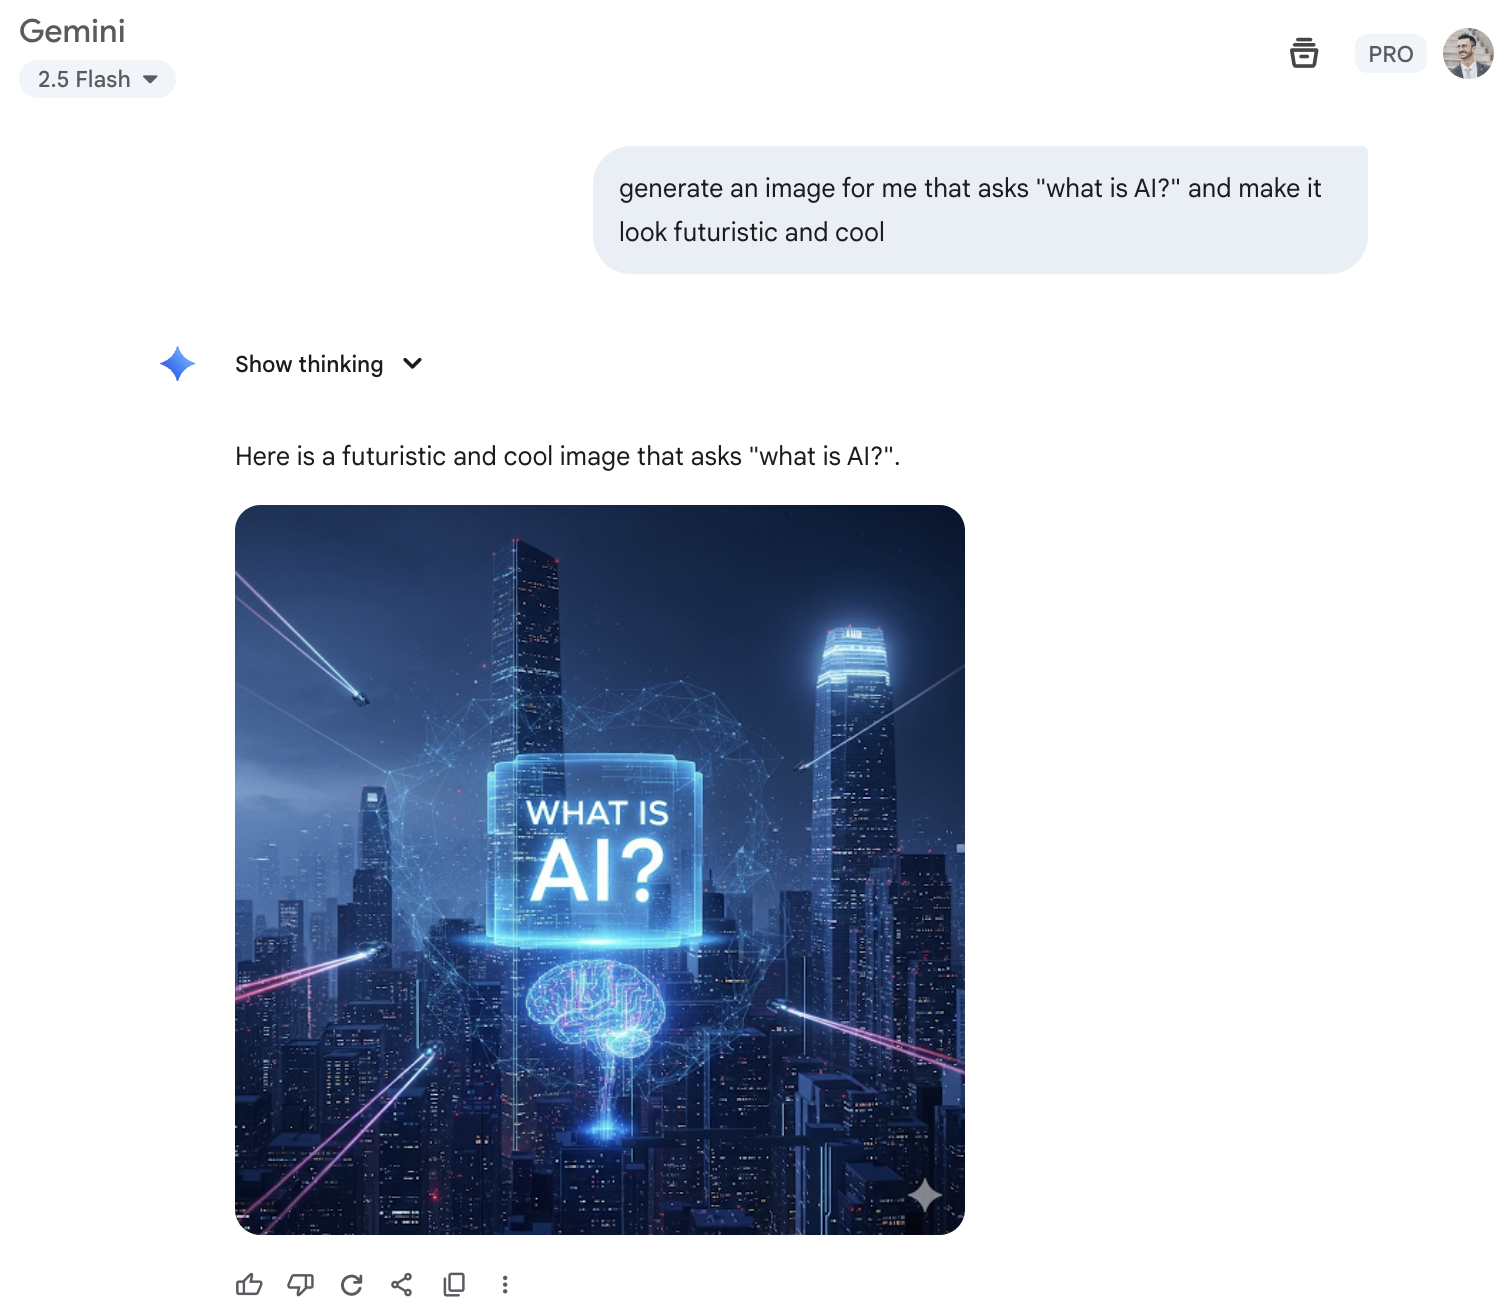 Gemini
2.5 Flash
PRO
generate an image for me that asks "what is AI?" and make it
look futuristic and cool
Show thinking
Here is a futuristic and cool image that asks "what is AI?".
WHAT IS
AI?